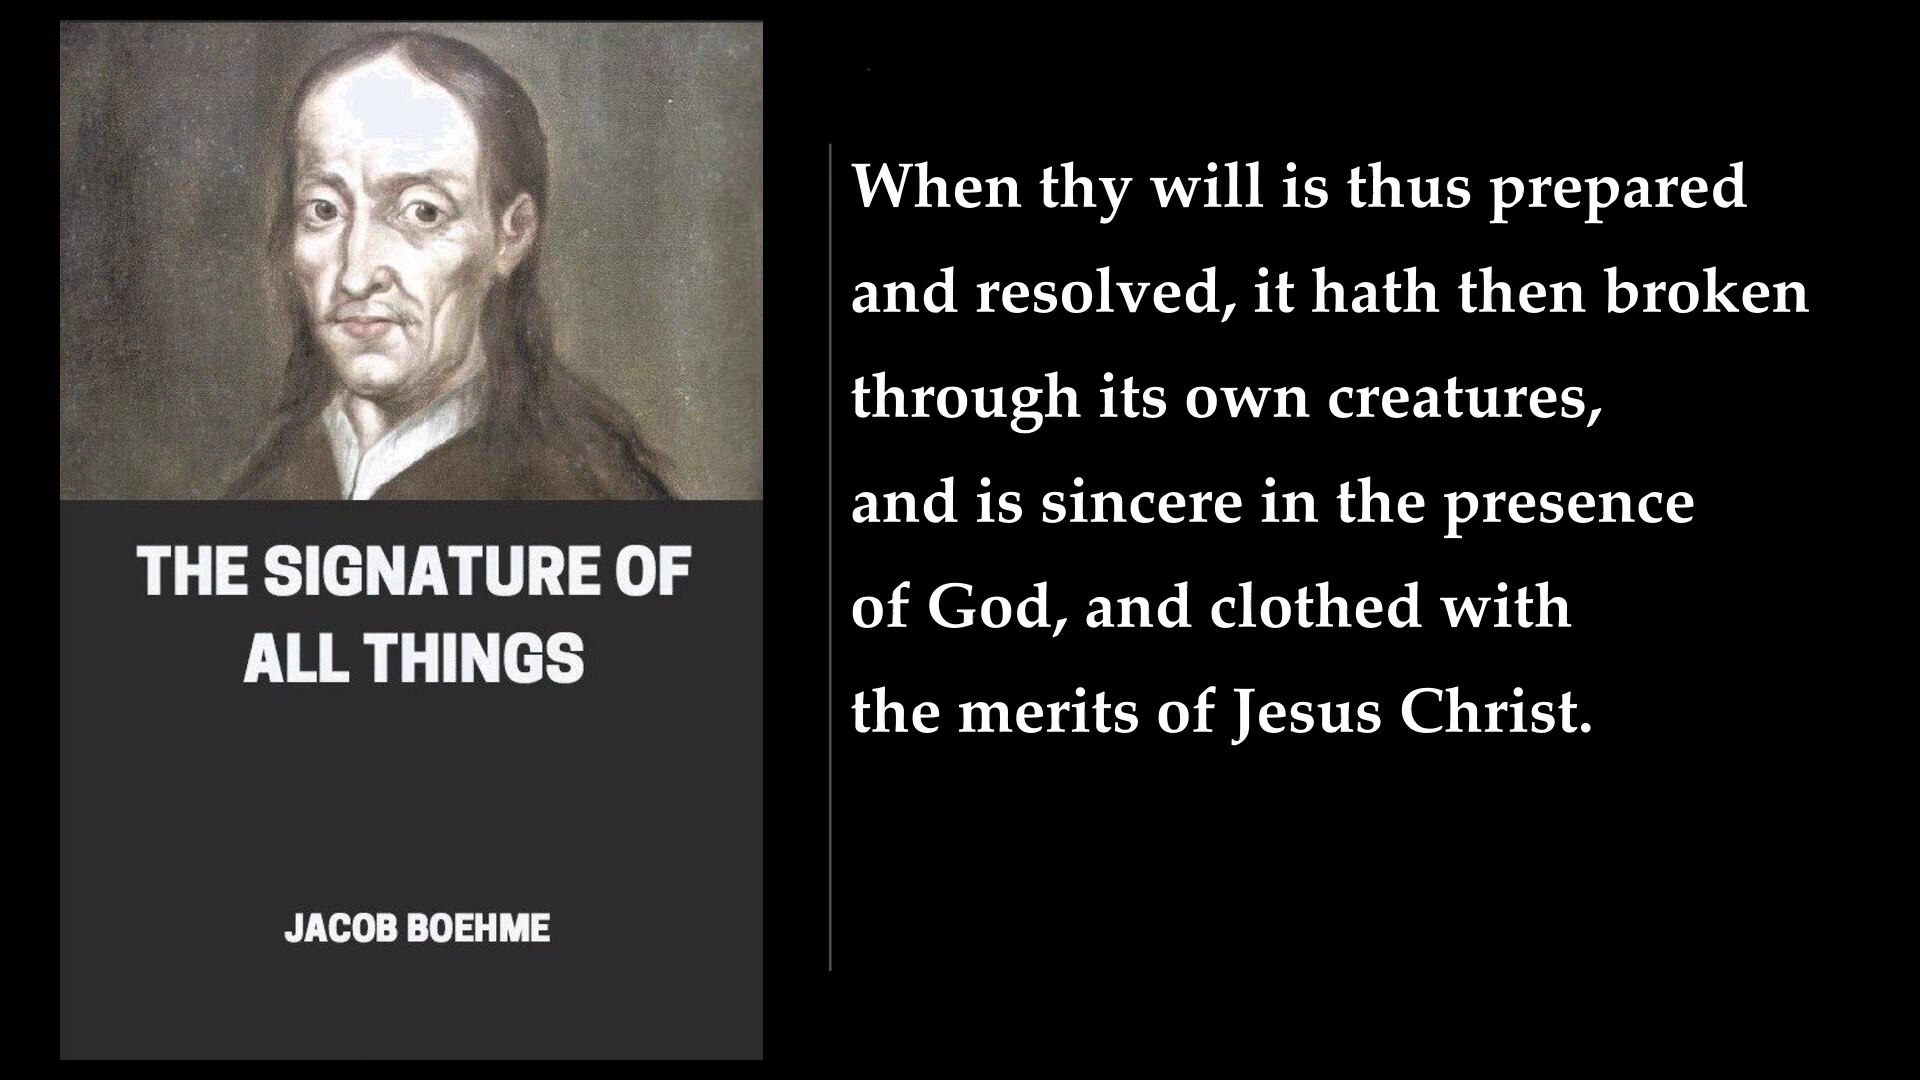 THE SIGNATURE OF
ALL THINGS
JACOB BOEHME
When thy will is thus prepared
and resolved, it hath then broken
through its own creatures,
and is sincere in the presence
of God, and clothed with
the merits of Jesus Christ.